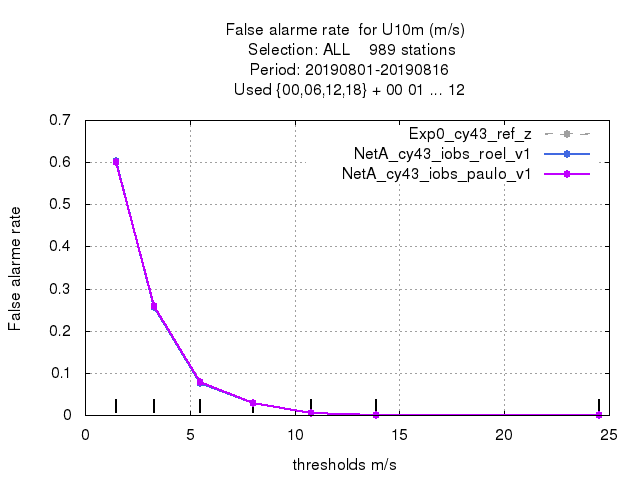 False alarme rate  for U10m (m/s)
Selection: ALL    989 stations
Period: 20190801-20190816
Used {00,06,12,18} + 00 01 ... 12
Exp0_cy43_ref_z
NetA_cy43_iobs_roel_v1
NetA_cy43_iobs_paulo_v1
False alarme rate
0.7
0.6
0.5
0.4
0.3
0.2
0.1
0
0 5 10 15 20 25
thresholds m/s